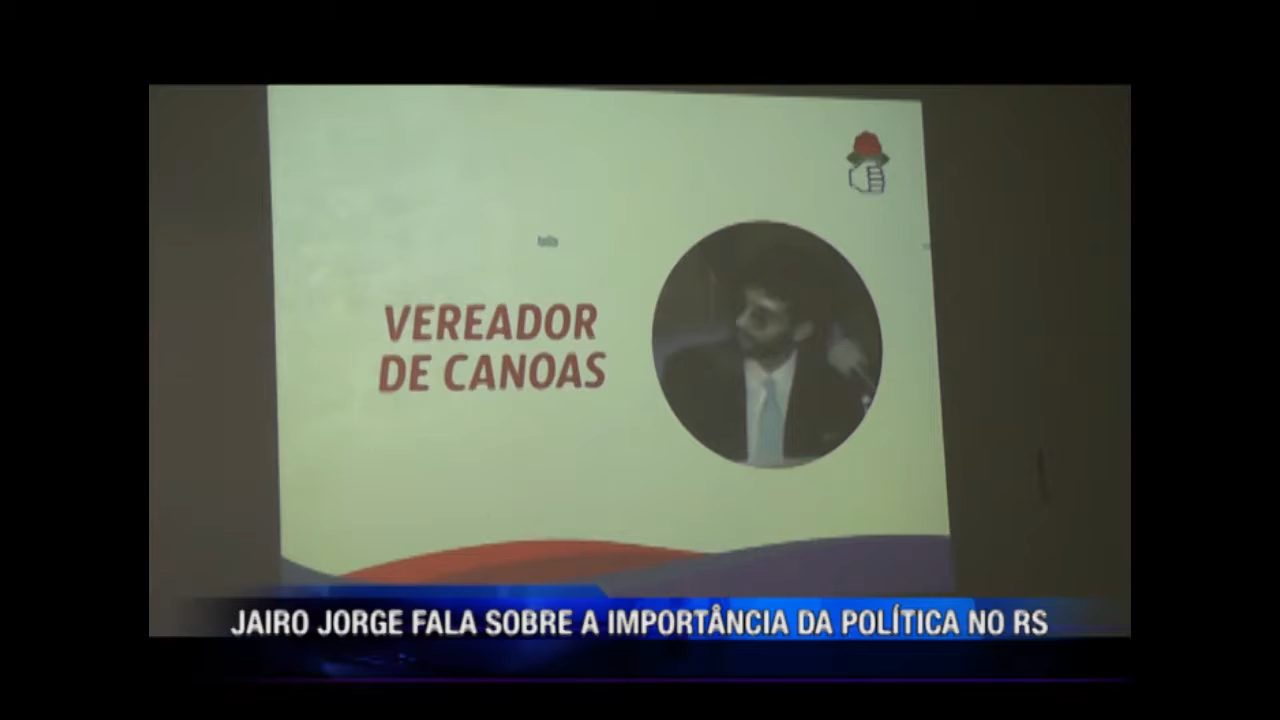 VEREADOR
DE CANOAS
JAIRO JORGE FALA SOBRE A IMPORTÂNCIA DA POLÍTICA NO RS